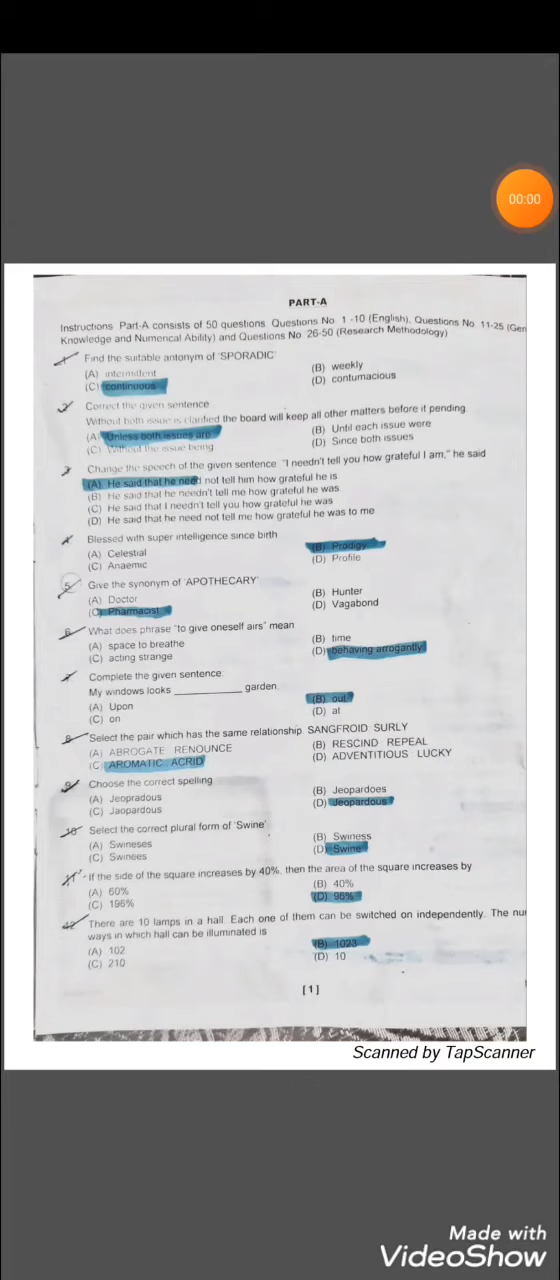 00:00
PART-A
Instructions Part-A consists of 50 questions. Questions No. 1 -10 (English), Questions No. 11-25 (Gen
Knowledge and Numerical Ability) and Questions No. 26-50 (Research Methodology)
1 Find the suitable antonym of 'SPORADIC'
(A) intermittent (B) weekly
(C) continuous (D) contumacious
2 Correct the given sentence
Without both issue is clarified the board will keep all other matters before it pending.
(A) Unless both issues are (B) Until each issue were
(C) Without the issue being (D) Since both issues
3 Change the speech of the given sentence "I needn't tell you how grateful I am," he said
(A) He said that he need not tell him how grateful he is
(B) He said that he needn't tell me how grateful he was
(C) He said that I needn't tell you how grateful he was
(D) He said that he need not tell me how grateful he was to me
4 Blessed with super intelligence since birth
(A) Celestial (B) Prodigy
(C) Anaemic (D) Profile
5. Give the synonym of 'APOTHECARY'
(A) Doctor (B) Hunter
(C) Pharmacist (D) Vagabond
6 What does phrase "to give oneself airs" mean
(A) space to breathe (B) time
(C) acting strange (D) behaving arrogantly
7 Complete the given sentence:
My windows looks ____________ garden.
(A) Upon (B) out
(C) on (D) at
8 Select the pair which has the same relationship. SANGFROID SURLY
(A) ABROGATE RENOUNCE (B) RESCIND REPEAL
(C) AROMATIC ACRID (D) ADVENTITIOUS LUCKY
9 Choose the correct spelling
(A) Jeopradous (B) Jeopardoes
(C) Jaopardous (D) Jeopardous
10 Select the correct plural form of 'Swine'
(A) Swineses (B) Swiness
(C) Swinees (D) Swine
11 If the side of the square increases by 40%, then the area of the square increases by
(A) 60% (B) 40%
(C) 196% (D) 96%
12 There are 10 lamps in a hall. Each one of them can be switched on independently. The nu
ways in which hall can be illuminated is
(A) 102 (B) 1023
(C) 210 (D) 10
[1]
Scanned by TapScanner
Made with
VideoShow